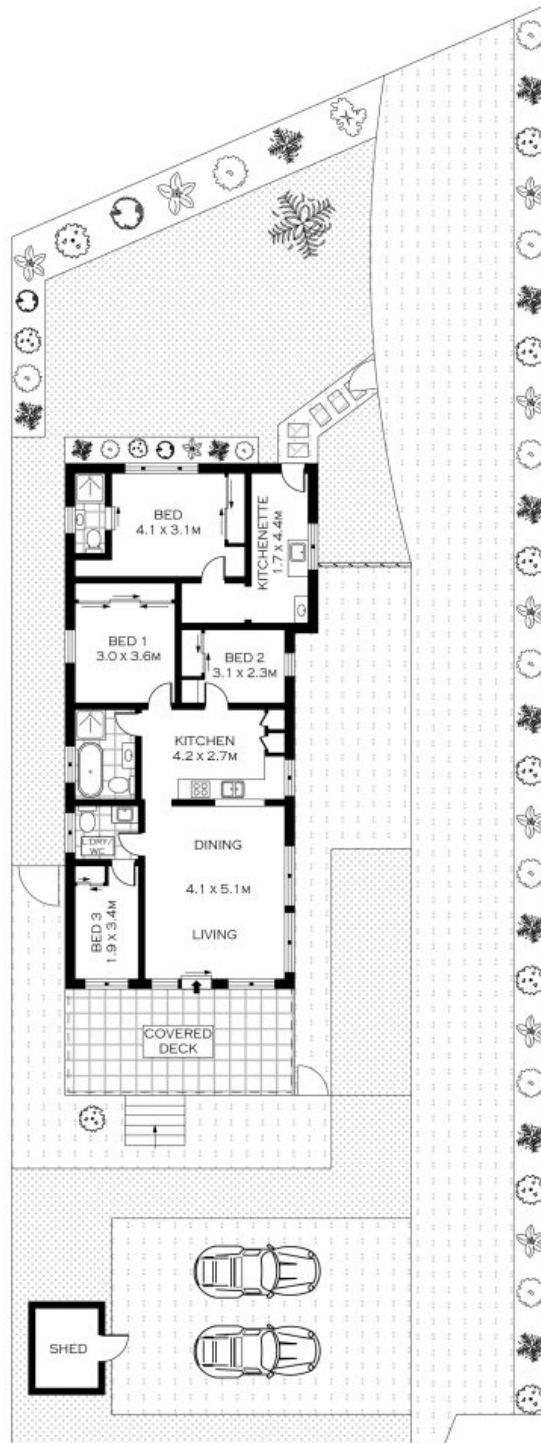 BED
4.1 X 3.1M
KITCHENETTE
1.7 X 4.4M
BED 1
3.0 X 3.6M
BED 2
3.1 X 2.3M
KITCHEN
4.2 X 2.7M
L'DRY/
WC
DINING
4.1 X 5.1M
LIVING
BED 3
1.9 X 3.4M
COVERED
DECK
SHED